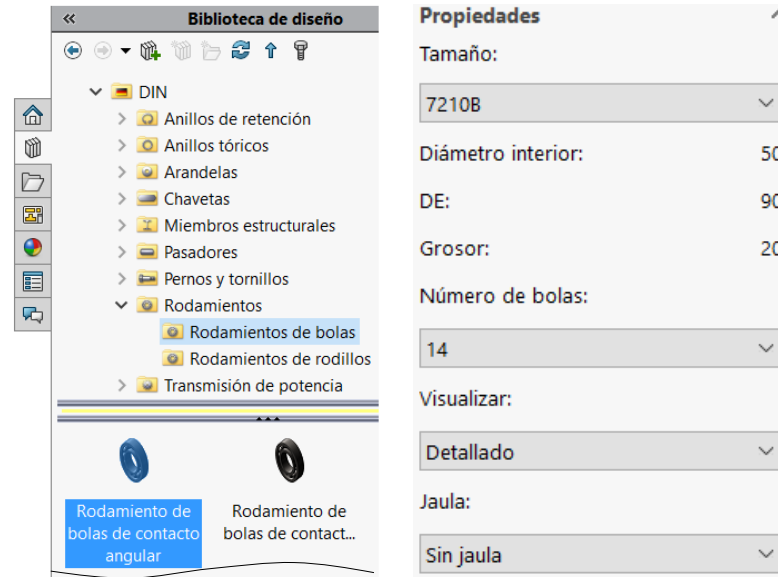 Biblioteca de diseño
DIN
Anillos de retención
Anillos tóricos
Arandelas
Chavetas
Miembros estructurales
Pasadores
Pernos y tornillos
Rodamientos
Rodamientos de bolas
Rodamientos de rodillos
Transmisión de potencia
Rodamiento de
bolas de contacto
angular
Rodamiento de
bolas de contact...
Propiedades
Tamaño:
7210B
Diámetro interior:
50
DE:
90
Grosor:
20
Número de bolas:
14
Visualizar:
Detallado
Jaula:
Sin jaula